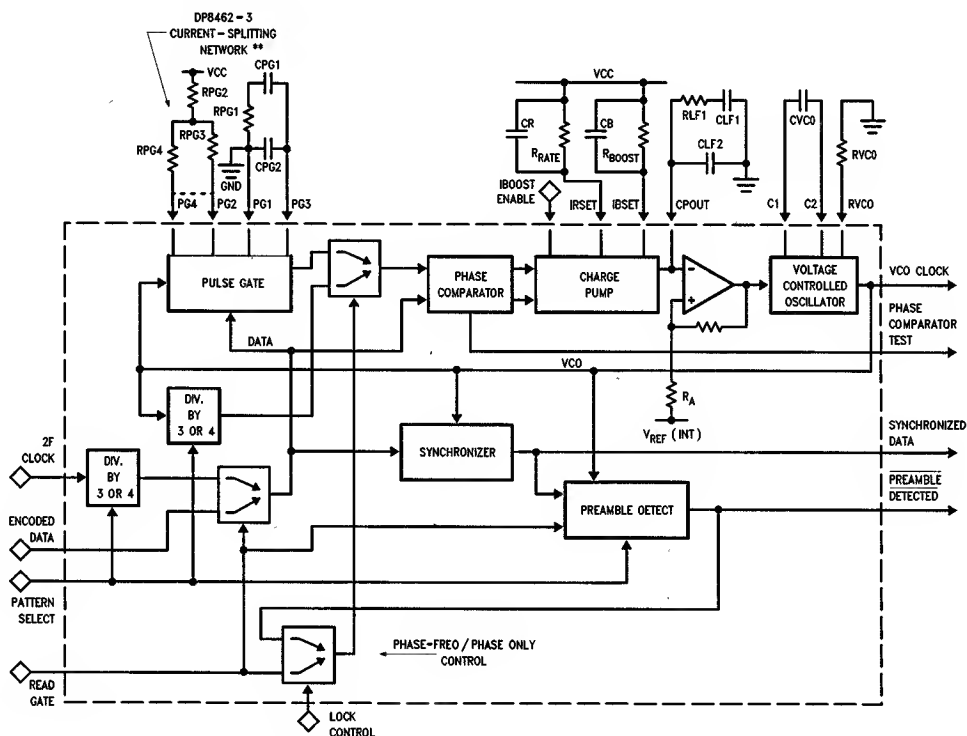 DP8462-3
CURRENT-SPLITTING
NETWORK **
VCC
RPG2
CPG1
RPG1
RPG3
RPG4
CPG2
GND
PG4
PG2
PG1
PG3
VCC
CR
RRATE
CB
RBOOST
RLF1
CLF1
CLF2
CVCO
RVCO
IBOOST
ENABLE
IRSET
IBSET
CPOUT
C1
C2
RVCO
PULSE GATE
PHASE
COMPARATOR
CHARGE
PUMP
-
+
VOLTAGE
CONTROLLED
OSCILLATOR
VCO CLOCK
PHASE
COMPARATOR
TEST
DATA
VCO
RA
VREF (INT)
DIV.
BY
3 OR 4
2F
CLOCK
DIV.
BY
3 OR 4
SYNCHRONIZER
SYNCHRONIZED
DATA
PREAMBLE
DETECTED
PREAMBLE DETECT
ENCODED
DATA
PATTERN
SELECT
PHASE-FREQ / PHASE ONLY
CONTROL
READ
GATE
LOCK
CONTROL